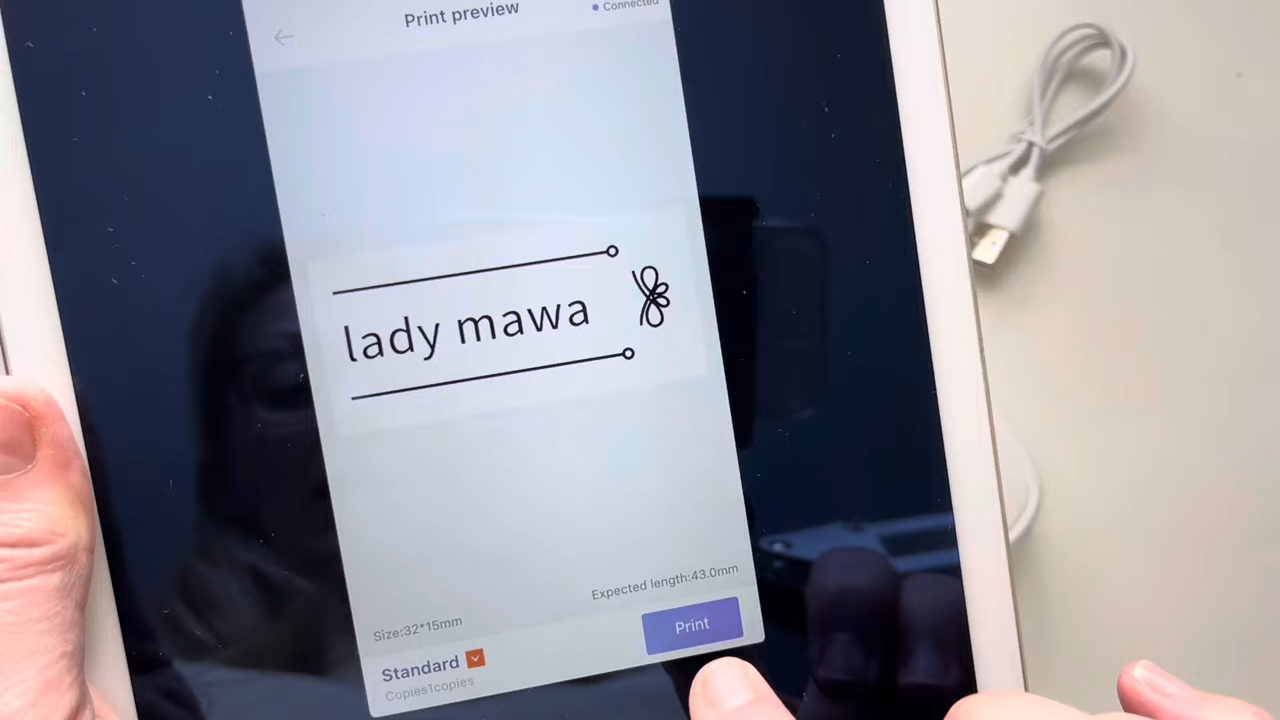 Print preview
Connected
lady mawa
Expected length:43.0mm
Size:32*15mm
Print
Standard
Copies1copies